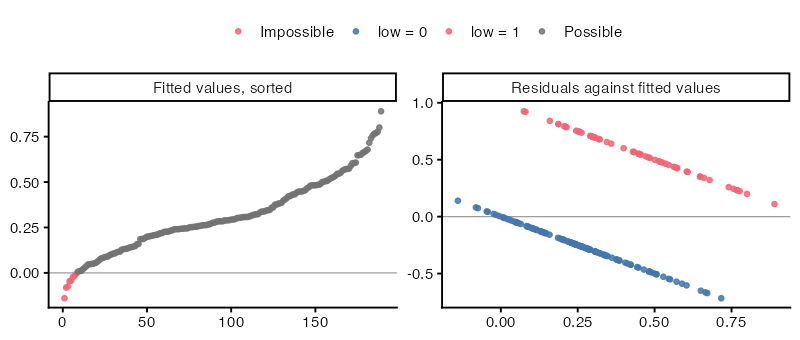 Impossible low = 0 low = 1 Possible
Fitted values, sorted Residuals against fitted values
1.0
0.75
0.5
0.50
0.25
0.0
0.00
-0.5
0 50 100 150 0.00 0.25 0.50 0.75